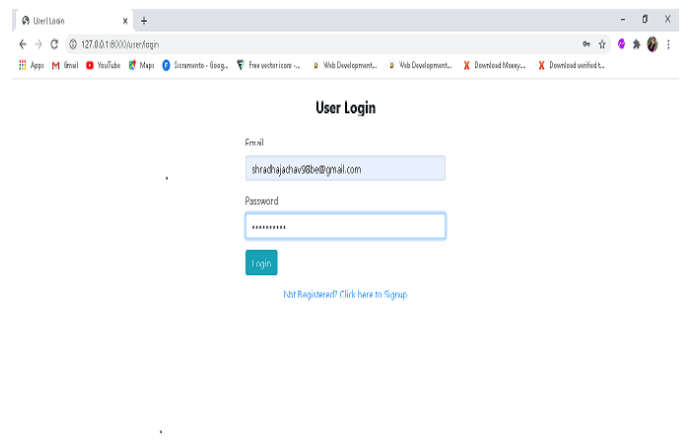 User Login
127.0.0.1:8000/user/login
Apps Gmail YouTube Maps Sacramento - Goog... Free vector icons -... Web Development... Web Development... Download Mooey... Download verified t...
User Login
Email
shradhajachav98be@gmail.com
Password
••••••••••
Login
Not Registered? Click here to Signup